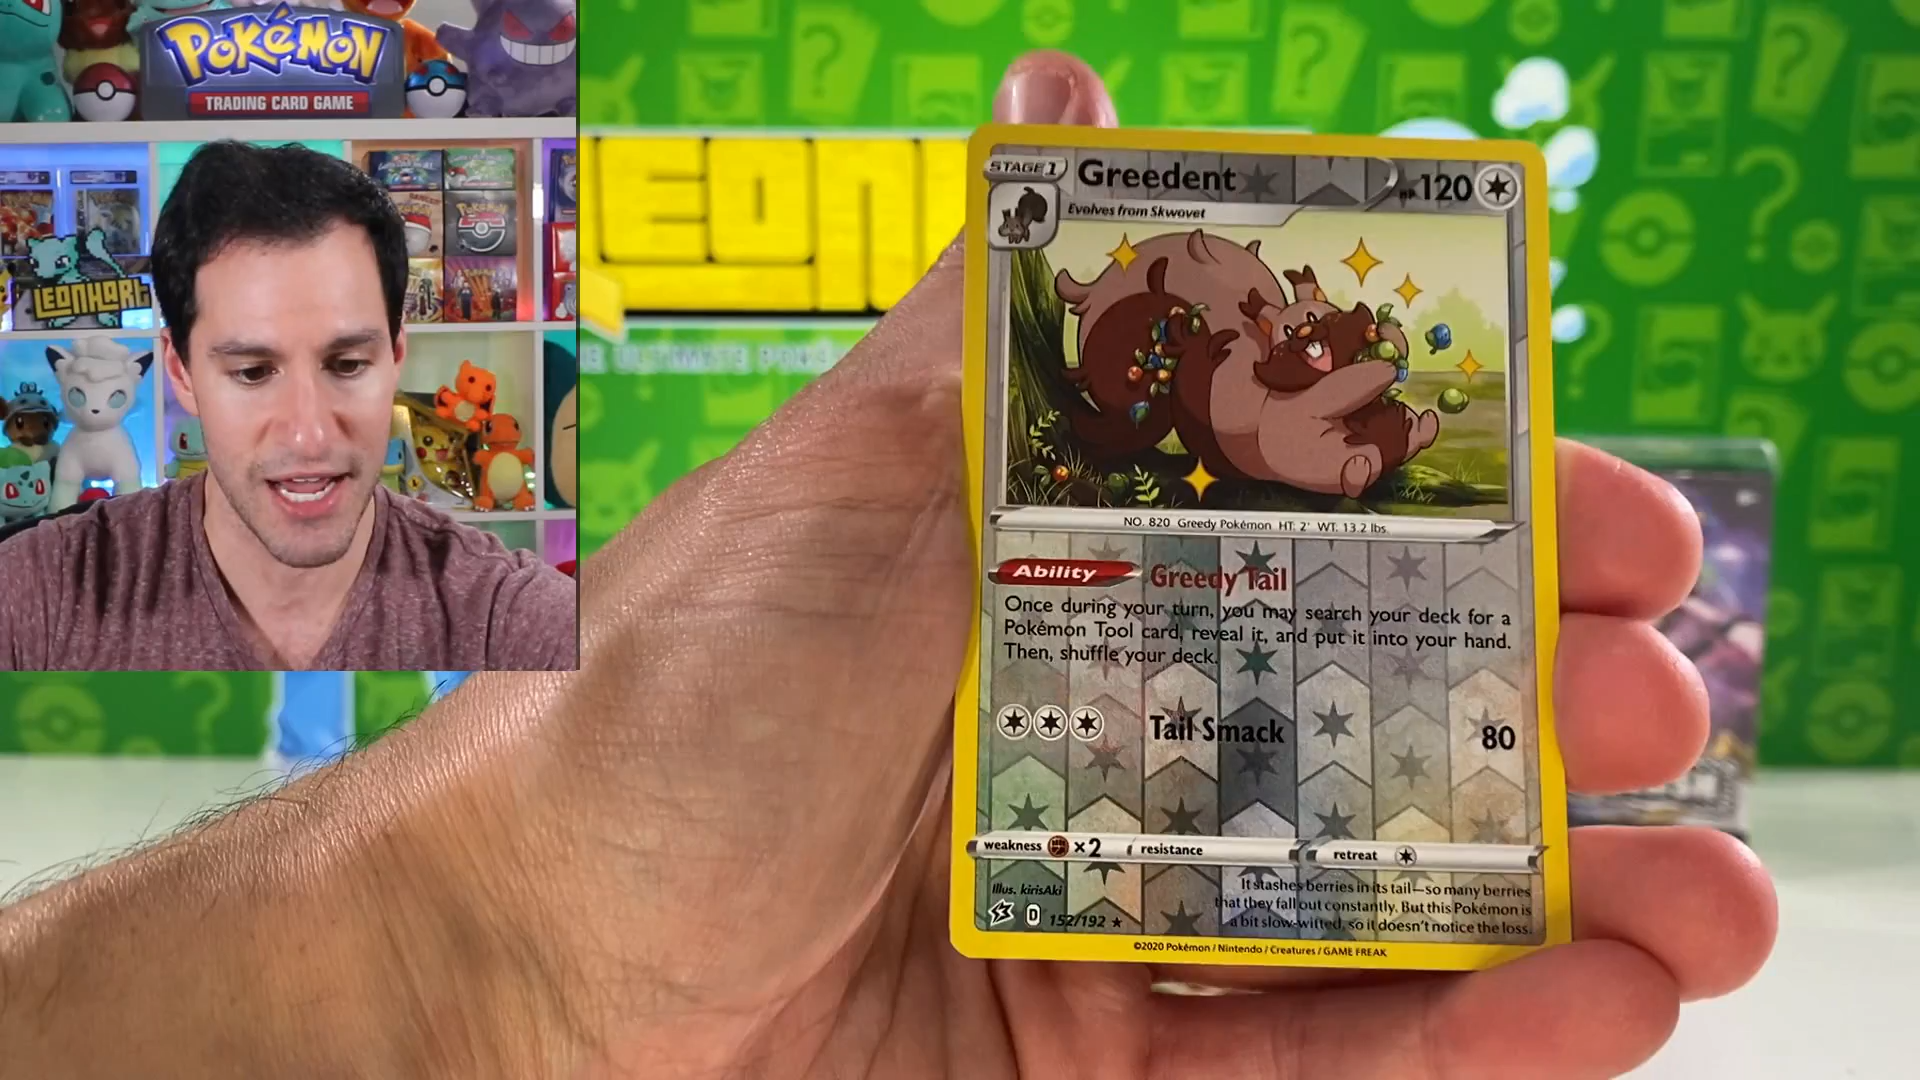 POKéMON
TRADING CARD GAME
LEONHART
EON
STAGE 1
Greedent
HP 120
Evolves from Skwovet
NO. 820 Greedy Pokémon HT: 2' WT: 13.2 lbs.
Ability Greedy Tail
Once during your turn, you may search your deck for a
Pokémon Tool card, reveal it, and put it into your hand.
Then, shuffle your deck.
Tail Smack 80
weakness ×2 resistance retreat
Illus. kirisAki
It stashes berries in its tail—so many berries
that they fall out constantly. But this Pokémon is
a bit slow-witted, so it doesn't notice the loss.
D 152/192
©2020 Pokémon / Nintendo / Creatures / GAME FREAK